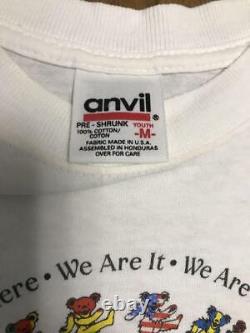 anvil
PRE-SHRUNK YOUTH
100% COTTON/
COTON
-M-
FABRIC MADE IN U.S.A.
ASSEMBLED IN HONDURAS
OVER FOR CARE
ere • We Are It • We Are